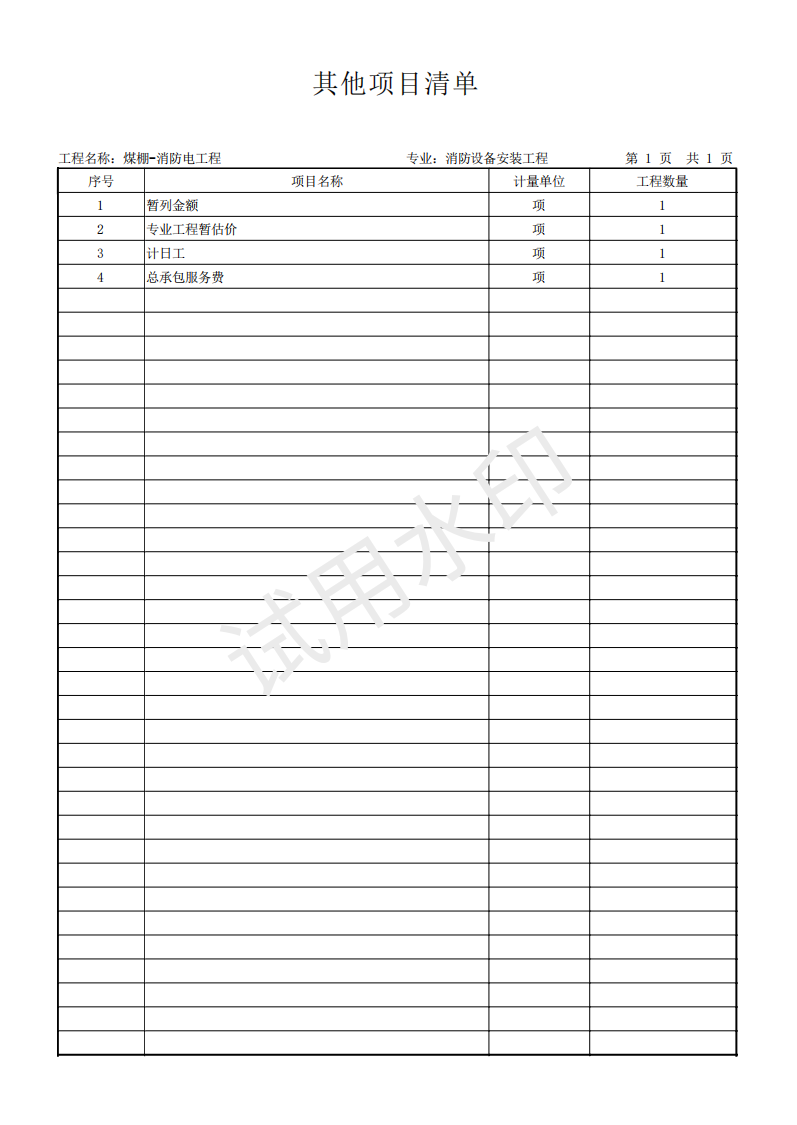 其他项目清单
工程名称：煤棚-消防电工程 专业：消防设备安装工程 第 1 页 共 1 页
序号 项目名称 计量单位 工程数量
1 暂列金额 项 1
2 专业工程暂估价 项 1
3 计日工 项 1
4 总承包服务费 项 1
试用水印